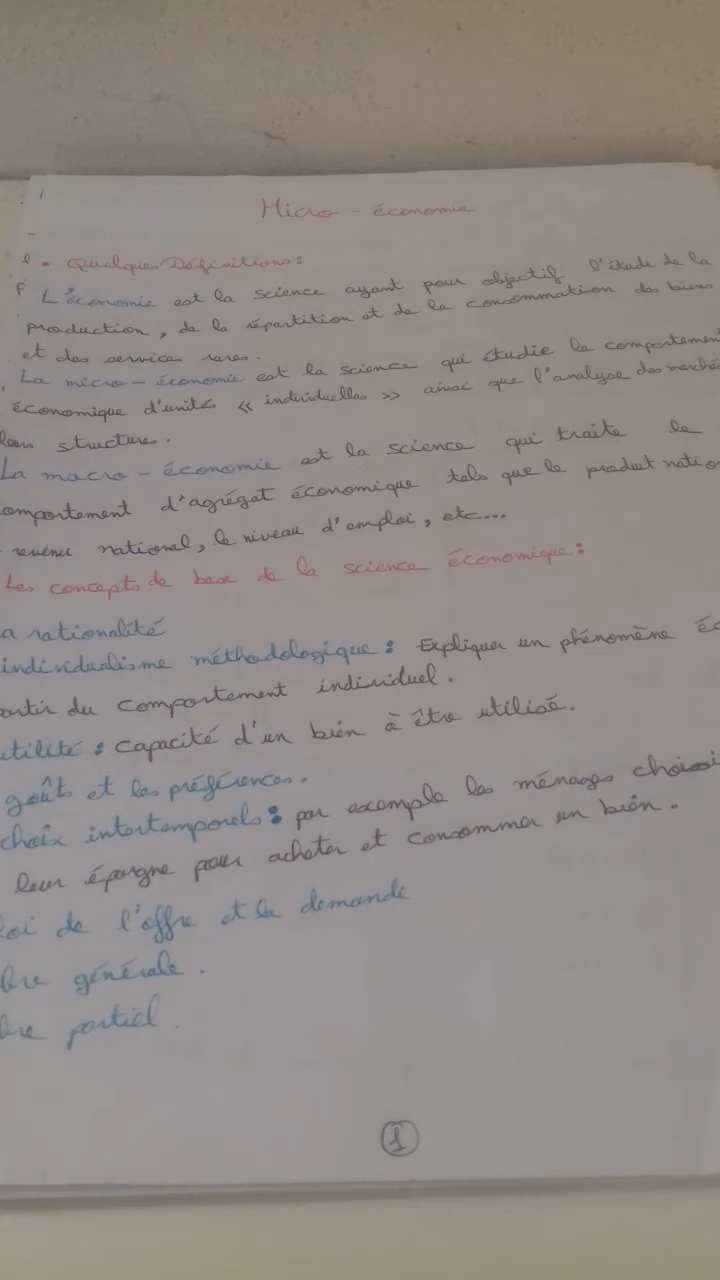 Micro - économie
Quelques Définitions:
L'économie est la science ayant pour objectif l'étude de la
production, de la répartition et de la consommation des biens
et des services rares.
La micro-économie est la science qui étudie le comportement
économique d'unités « individuelles » ainsi que l'analyse des marchés
leurs structure.
La macro-économie est la science qui traite le
comportement d'agrégat économique tels que le produit nation
revenu national, le niveau d'emploi, etc...
Les concepts de base de la science économique:
a rationalité
individualisme méthodologique: Expliquer un phénomène éc
partir du comportement individuel.
utilité: capacité d'un bien à être utilisé.
goûts et les préférences.
choix intertemporels: par exemple les ménages choisi
leur épargne pour acheter et consommer un bien.
loi de l'offre et la demande
bre générale.
bre partiel.
1